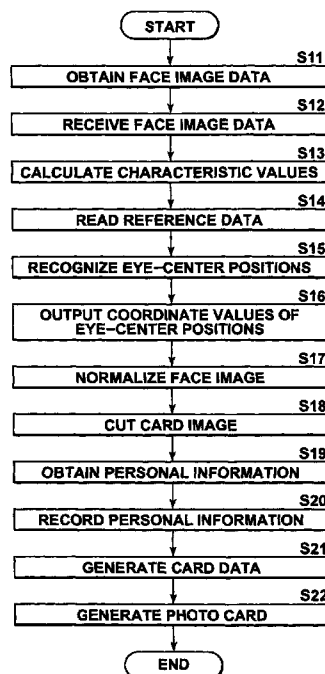 START
S11
OBTAIN FACE IMAGE DATA
S12
RECEIVE FACE IMAGE DATA
S13
CALCULATE CHARACTERISTIC VALUES
S14
READ REFERENCE DATA
S15
RECOGNIZE EYE-CENTER POSITIONS
S16
OUTPUT COORDINATE VALUES OF
EYE-CENTER POSITIONS
S17
NORMALIZE FACE IMAGE
S18
CUT CARD IMAGE
S19
OBTAIN PERSONAL INFORMATION
S20
RECORD PERSONAL INFORMATION
S21
GENERATE CARD DATA
S22
GENERATE PHOTO CARD
END